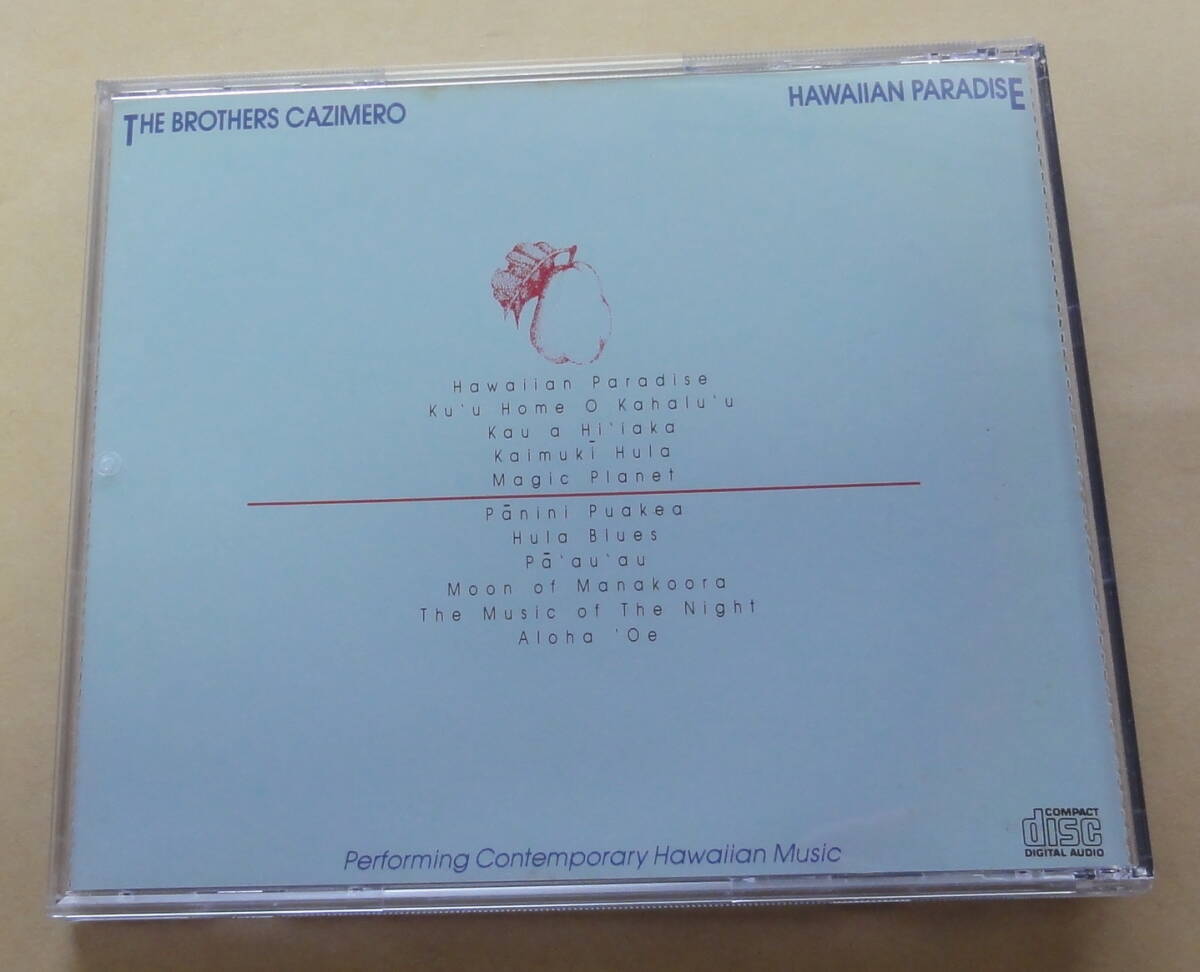 THE BROTHERS CAZIMERO
HAWAIIAN PARADISE
Hawaiian Paradise
Ku'u Home O Kahalu'u
Kau a Hi'iaka
Kaimukī Hula
Magic Planet
Pānini Puakea
Hula Blues
Pā'au'au
Moon of Manakoora
The Music of The Night
Aloha 'Oe
Performing Contemporary Hawaiian Music
COMPACT
disc
DIGITAL AUDIO